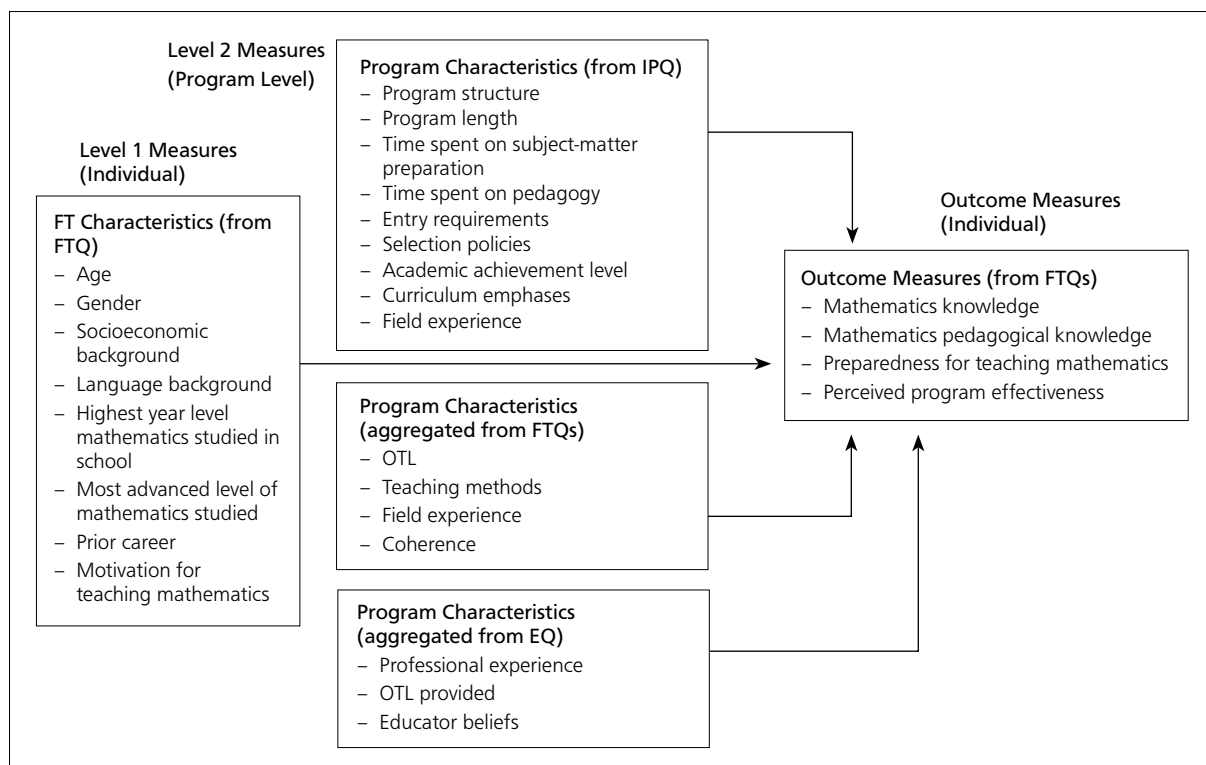 Level 2 Measures
(Program Level)
Program Characteristics (from IPQ)
– Program structure
– Program length
– Time spent on subject-matter
preparation
– Time spent on pedagogy
– Entry requirements
– Selection policies
– Academic achievement level
– Curriculum emphases
– Field experience
Level 1 Measures
(Individual)
FT Characteristics (from
FTQ)
– Age
– Gender
– Socioeconomic
background
– Language background
– Highest year level
mathematics studied in
school
– Most advanced level of
mathematics studied
– Prior career
– Motivation for
teaching mathematics
Program Characteristics
(aggregated from FTQs)
– OTL
– Teaching methods
– Field experience
– Coherence
Program Characteristics
(aggregated from EQ)
– Professional experience
– OTL provided
– Educator beliefs
Outcome Measures
(Individual)
Outcome Measures (from FTQs)
– Mathematics knowledge
– Mathematics pedagogical knowledge
– Preparedness for teaching mathematics
– Perceived program effectiveness